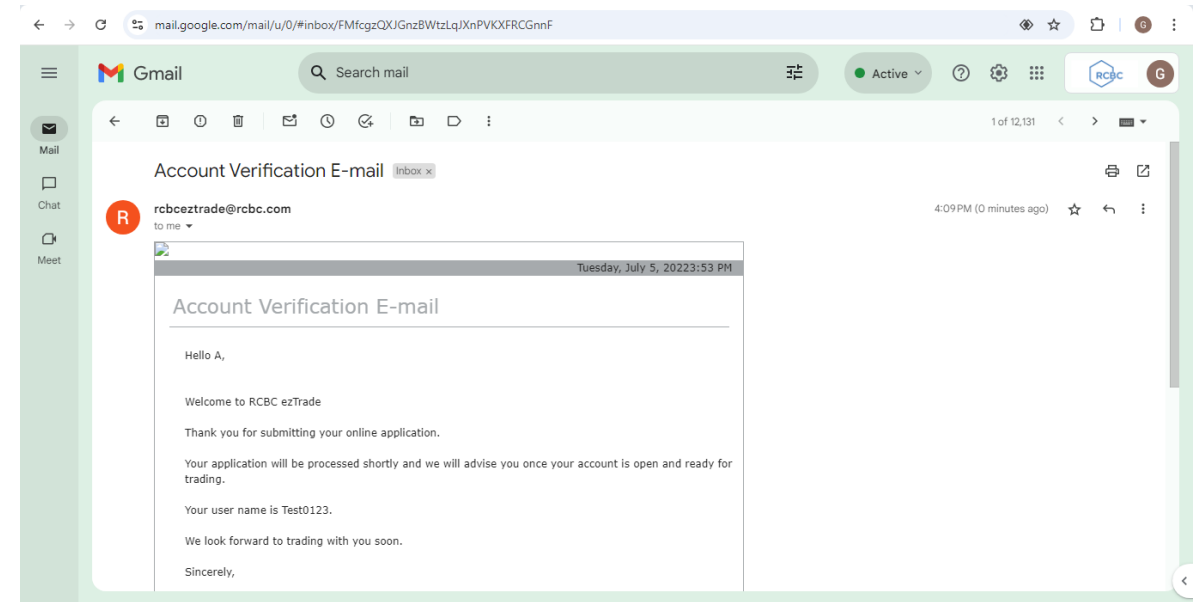 mail.google.com/mail/u/0/#inbox/FMfcgzQXJGnzBWtzLqJXnPVKXFRCGnnF
G
Gmail
Search mail
Active
RCBC
G
Mail
1 of 12,131
Account Verification E-mail
Inbox ×
Chat
R
rcbceztrade@rcbc.com
4:09 PM (0 minutes ago)
to me
Meet
Tuesday, July 5, 20223:53 PM
Account Verification E-mail
Hello A,
Welcome to RCBC ezTrade
Thank you for submitting your online application.
Your application will be processed shortly and we will advise you once your account is open and ready for
trading.
Your user name is Test0123.
We look forward to trading with you soon.
Sincerely,